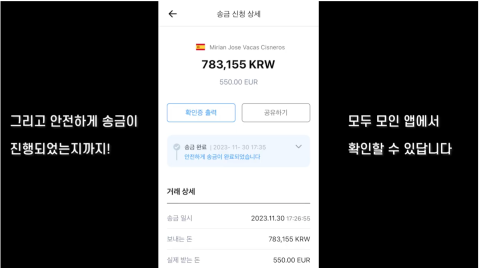 송금 신청 상세
Mirian Jose Vacas Cisneros
783,155 KRW
550.00 EUR
확인증 출력
공유하기
송금 완료 | 2023-11-30 17:35
안전하게 송금이 완료되었습니다
거래 상세
송금 일시 2023.11.30 17:26:55
보내는 돈 783,155 KRW
실제 받는 돈 550.00 EUR
그리고 안전하게 송금이
진행되었는지까지!
모두 모인 앱에서
확인할 수 있답니다